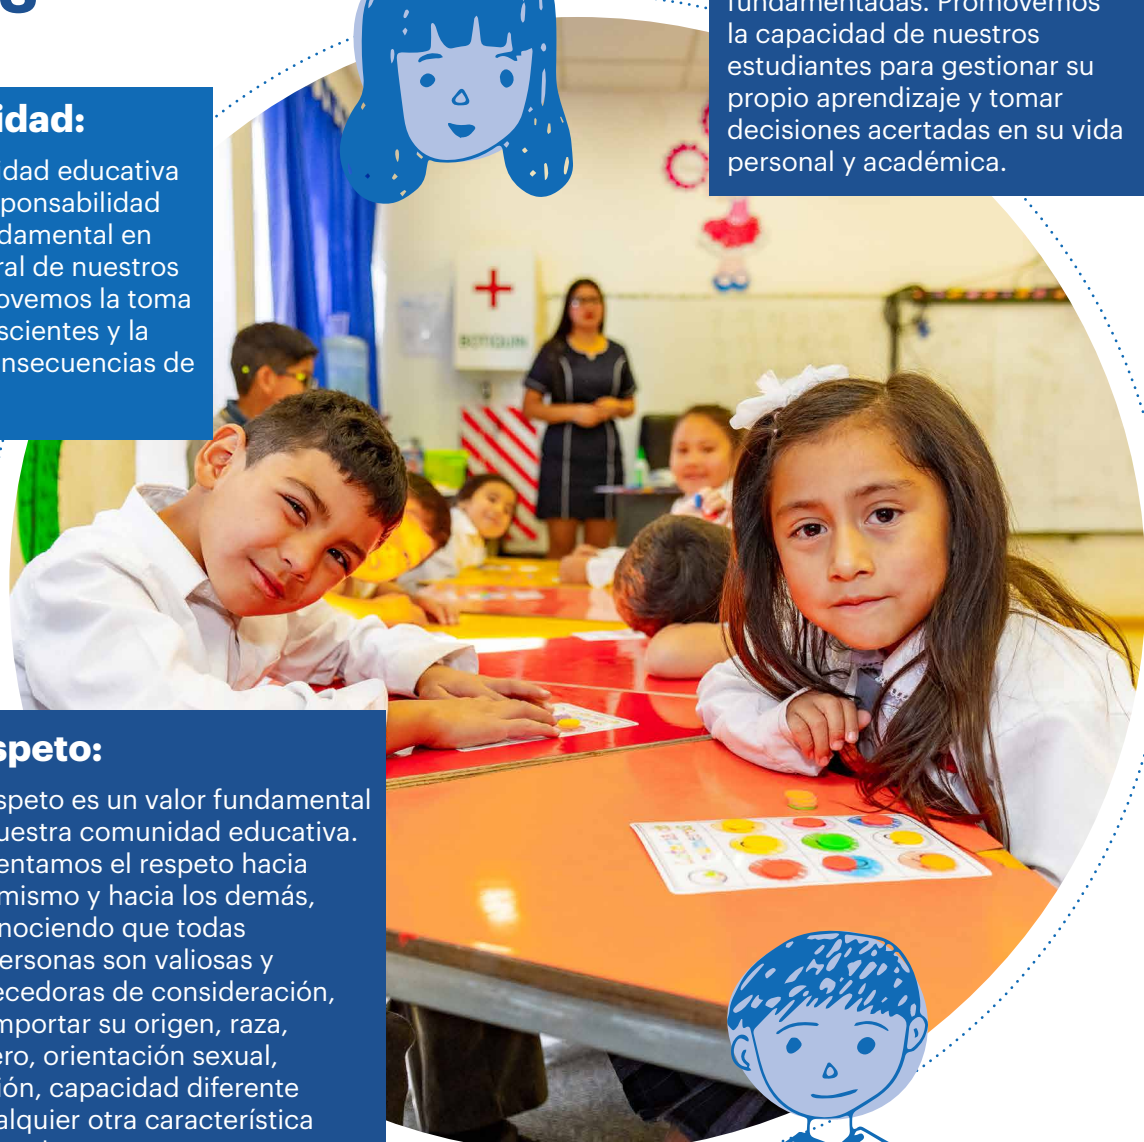 fundamentadas. Promovemos
la capacidad de nuestros
estudiantes para gestionar su
propio aprendizaje y tomar
decisiones acertadas en su vida
personal y académica.
idad:
idad educativa
ponsabilidad
damental en
ral de nuestros
ovemos la toma
scientes y la
nsecuencias de
BOTIQUIN
speto:
speto es un valor fundamental
uestra comunidad educativa.
entamos el respeto hacia
mismo y hacia los demás,
nociendo que todas
ersonas son valiosas y
ecedoras de consideración,
mportar su origen, raza,
ero, orientación sexual,
ión, capacidad diferente
alquier otra característica